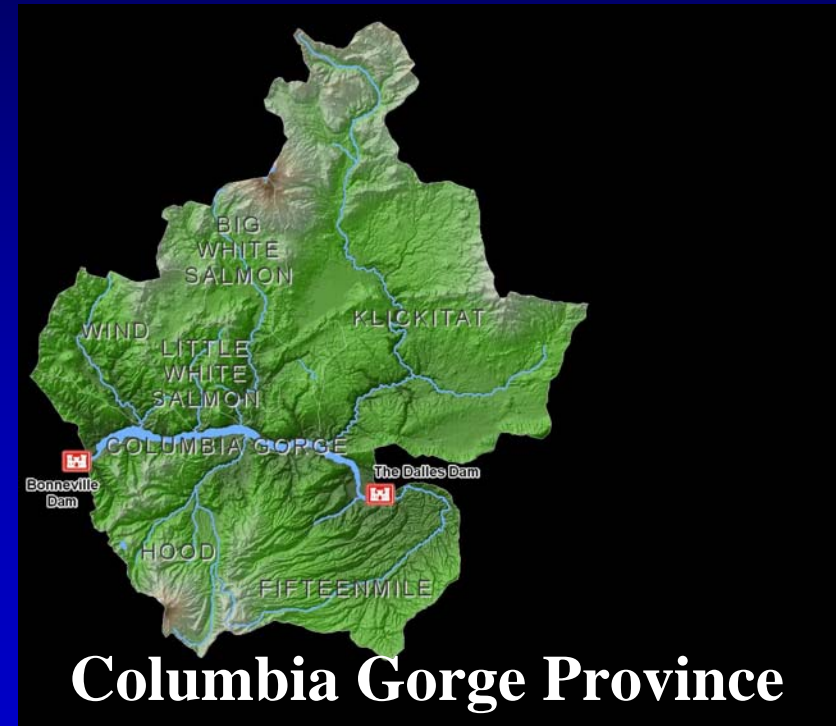 BIG
WHITE
SALMON
KLICKITAT
WIND
LITTLE
WHITE
SALMON
COLUMBIA GORGE
The Dalles Dam
Bonneville
Dam
HOOD
FIFTEENMILE
Columbia Gorge Province